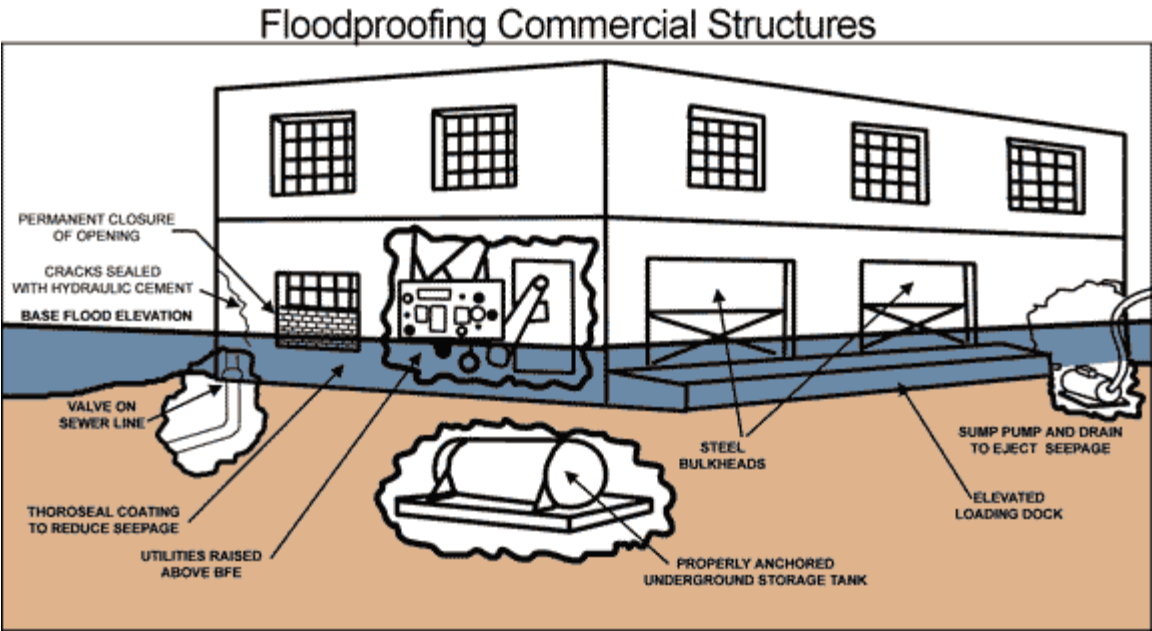 Floodproofing Commercial Structures
PERMANENT CLOSURE
OF OPENING
CRACKS SEALED
WITH HYDRAULIC CEMENT
BASE FLOOD ELEVATION
VALVE ON
SEWER LINE
THOROSEAL COATING
TO REDUCE SEEPAGE
UTILITIES RAISED
ABOVE BFE
PROPERLY ANCHORED
UNDERGROUND STORAGE TANK
STEEL
BULKHEADS
SUMP PUMP AND DRAIN
TO EJECT SEEPAGE
ELEVATED
LOADING DOCK